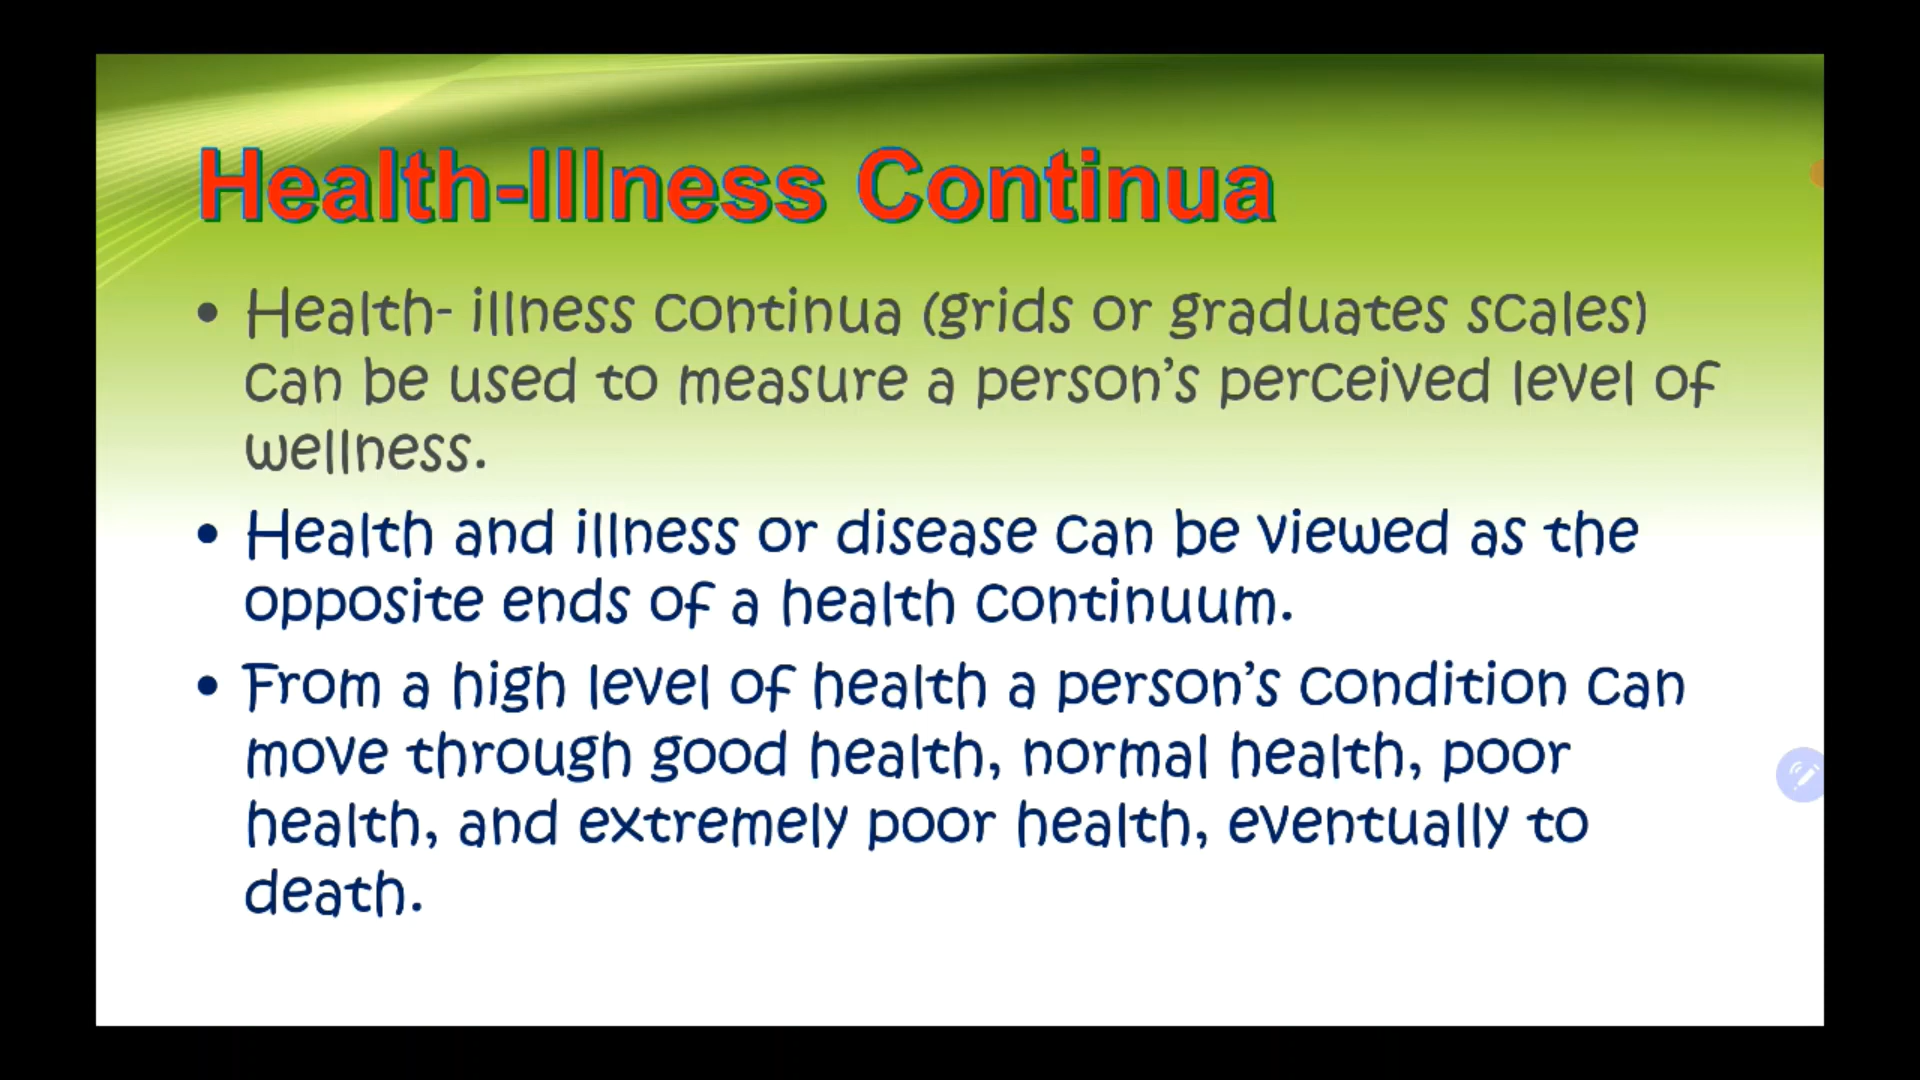 Health-Illness Continua
• Health- illness continua (grids or graduates scales)
can be used to measure a person's perceived level of
wellness.
• Health and illness or disease can be viewed as the
opposite ends of a health continuum.
• From a high level of health a person's condition can
move through good health, normal health, poor
health, and extremely poor health, eventually to
death.